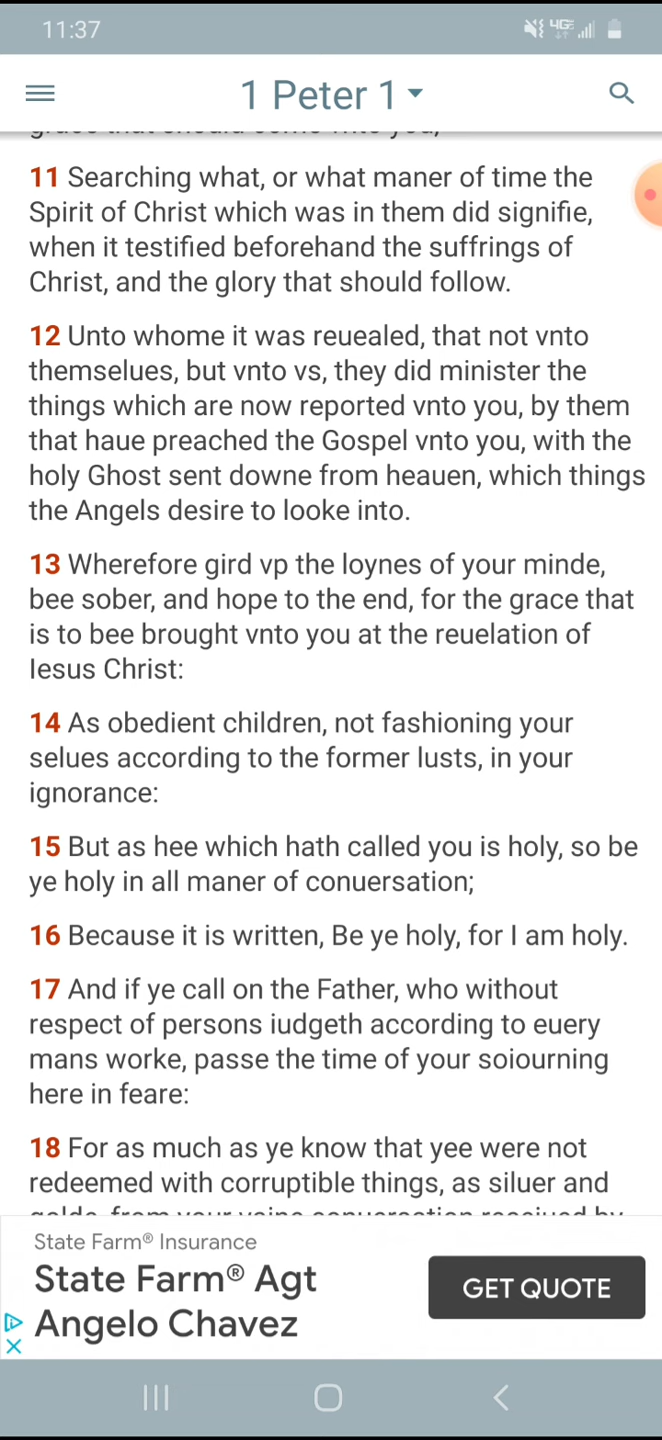 11:37
4GE
1 Peter 1
11 Searching what, or what maner of time the
Spirit of Christ which was in them did signifie,
when it testified beforehand the suffrings of
Christ, and the glory that should follow.
12 Unto whome it was reuealed, that not vnto
themselues, but vnto vs, they did minister the
things which are now reported vnto you, by them
that haue preached the Gospel vnto you, with the
holy Ghost sent downe from heauen, which things
the Angels desire to looke into.
13 Wherefore gird vp the loynes of your minde,
bee sober, and hope to the end, for the grace that
is to bee brought vnto you at the reuelation of
Iesus Christ:
14 As obedient children, not fashioning your
selues according to the former lusts, in your
ignorance:
15 But as hee which hath called you is holy, so be
ye holy in all maner of conuersation;
16 Because it is written, Be ye holy, for I am holy.
17 And if ye call on the Father, who without
respect of persons iudgeth according to euery
mans worke, passe the time of your soiourning
here in feare:
18 For as much as ye know that yee were not
redeemed with corruptible things, as siluer and
State Farm® Insurance
State Farm® Agt
Angelo Chavez
GET QUOTE